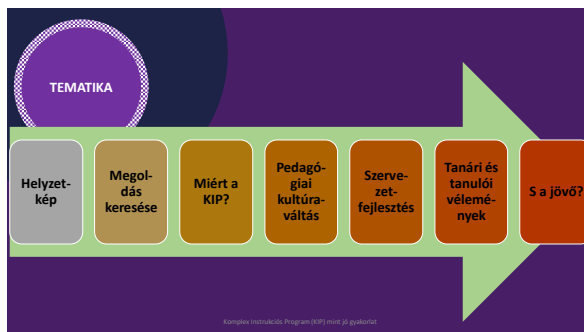 TEMATIKA
Helyzet-
kép
Megol-
dás
keresése
Miért a
KIP?
Pedagó-
giai
kultúra-
váltás
Szerve-
zet-
fejlesztés
Tanári és
tanulói
vélemé-
nyek
S a jövő?
Komplex Instrukciós Program (KIP) mint jó gyakorlat